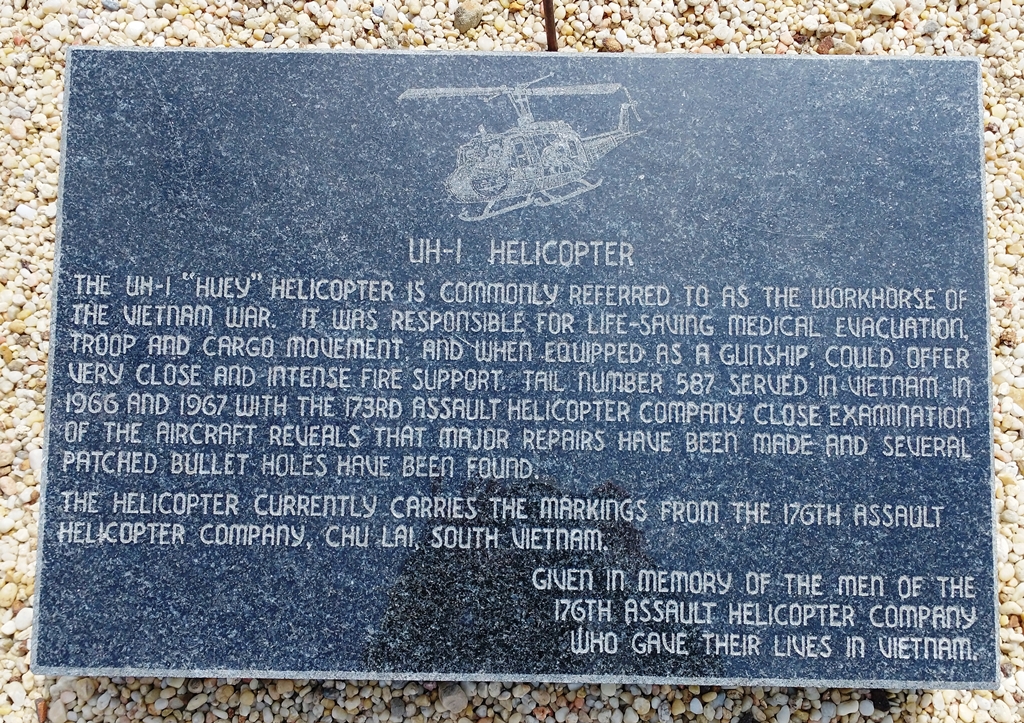 UH-1 HELICOPTER
THE UH-1 "HUEY" HELICOPTER IS COMMONLY REFERRED TO AS THE WORKHORSE OF
THE VIETNAM WAR. IT WAS RESPONSIBLE FOR LIFE-SAVING MEDICAL EVACUATION,
TROOP AND CARGO MOVEMENT, AND WHEN EQUIPPED AS A GUNSHIP, COULD OFFER
VERY CLOSE AND INTENSE FIRE SUPPORT. TAIL NUMBER 587 SERVED IN VIETNAM IN
1966 AND 1967 WITH THE 173RD ASSAULT HELICOPTER COMPANY. CLOSE EXAMINATION
OF THE AIRCRAFT REVEALS THAT MAJOR REPAIRS HAVE BEEN MADE AND SEVERAL
PATCHED BULLET HOLES HAVE BEEN FOUND.
THE HELICOPTER CURRENTLY CARRIES THE MARKINGS FROM THE 176TH ASSAULT
HELICOPTER COMPANY, CHU LAI, SOUTH VIETNAM.
GIVEN IN MEMORY OF THE MEN OF THE
176TH ASSAULT HELICOPTER COMPANY
WHO GAVE THEIR LIVES IN VIETNAM.